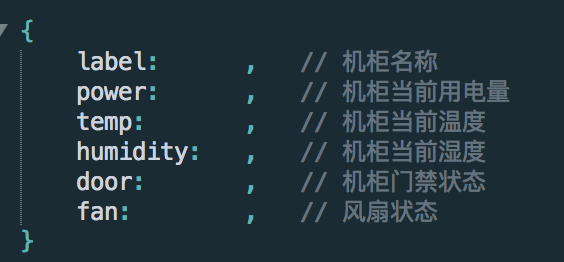 {
label: , // 机柜名称
power: , // 机柜当前用电量
temp: , // 机柜当前温度
humidity: , // 机柜当前湿度
door: , // 机柜门禁状态
fan: , // 风扇状态
}